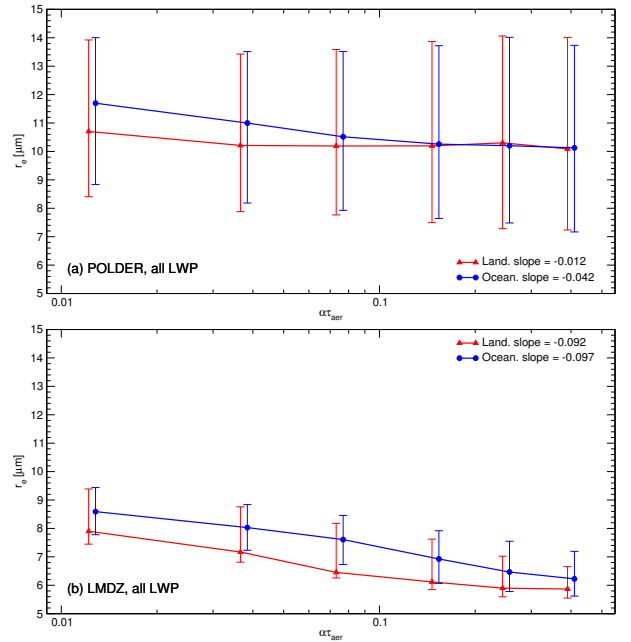 15
14
13
12
11
10
9
8
7
6
5
r_e [μm]
(a) POLDER, all LWP
Land. slope = -0.012
Ocean. slope = -0.042
0.01
0.1
ατ_aer
15
14
13
12
11
10
9
8
7
6
5
r_e [μm]
Land. slope = -0.092
Ocean. slope = -0.097
(b) LMDZ, all LWP
0.01
0.1
ατ_aer